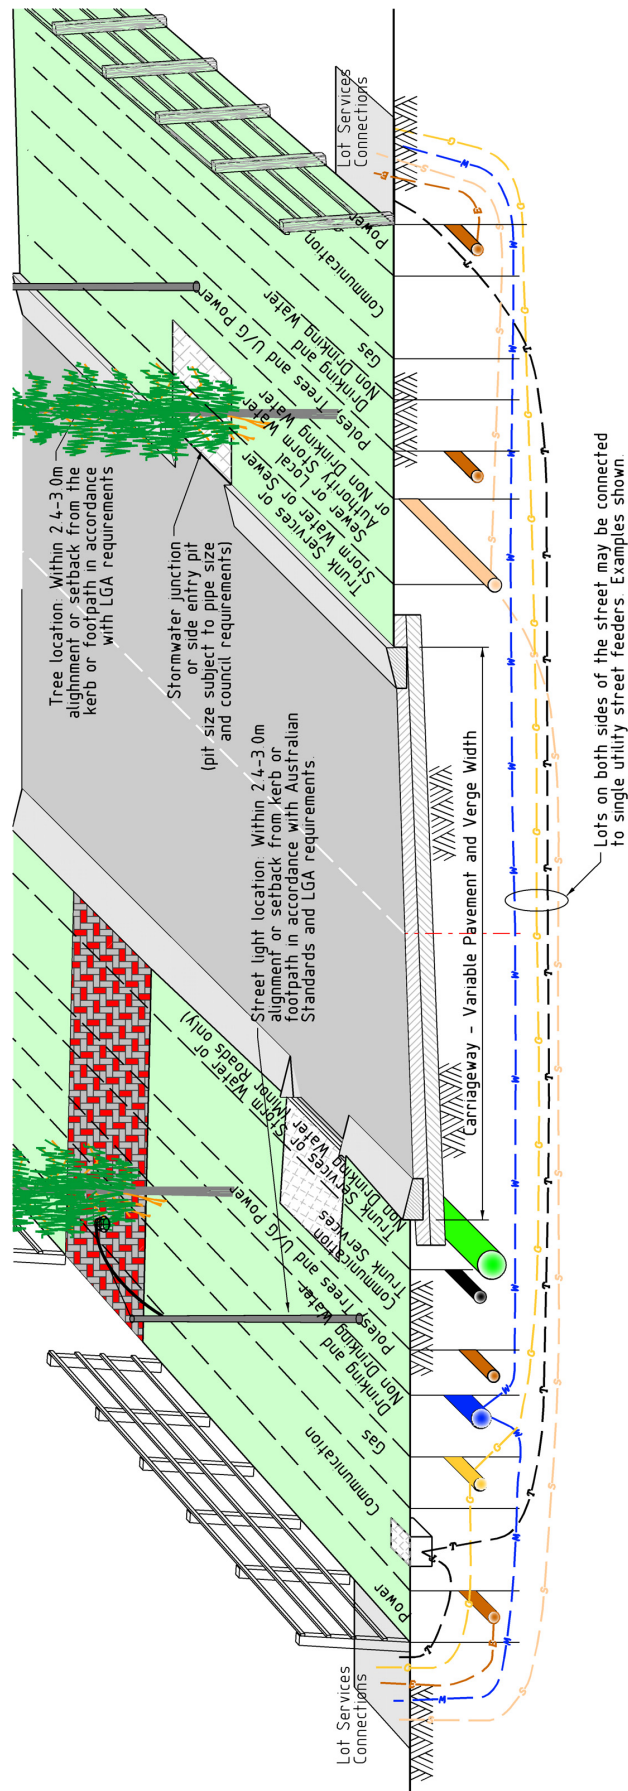 Lot Services
Connections
Power
Communication
Gas
Drinking and
Non Drinking Water
Poles Trees and U/G Power
Communication
Trunk Services
Trunk Services or
Non Drinking Water
Storm Water or
(Minor Roads only)
Street light location: Within 2.4-3.0m
alignment or setback from kerb or
footpath in accordance with Australian
Standards and LGA requirements.
Tree location: Within 2.4-3.0m
alighnment or setback from the
kerb or footpath in accordance
with LGA requirements
Stormwater junction
or side entry pit
(pit size subject to pipe size
and council requirements)
Trunk Services or
Storm Water or Sewer
Sewer or Local
Authority Storm Water
or Non Drinking Water
Poles Trees and U/G Power
Drinking and
Non Drinking Water
Gas
Communication
Power
Lot Services
Connections
Carriageway - Variable Pavement and Verge Width
Lots on both sides of the street may be connected
to single utility street feeders. Examples shown.